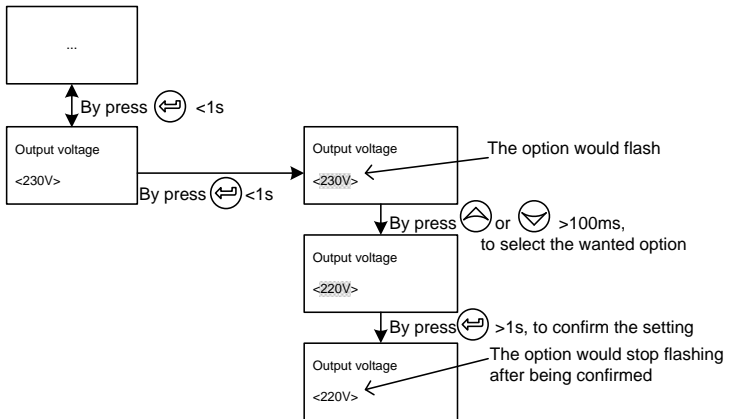 ...
By press <1s
Output voltage
<230V>
By press <1s
Output voltage
<230V>
The option would flash
By press or >100ms,
to select the wanted option
Output voltage
<220V>
By press >1s, to confirm the setting
Output voltage
<220V>
The option would stop flashing
after being confirmed